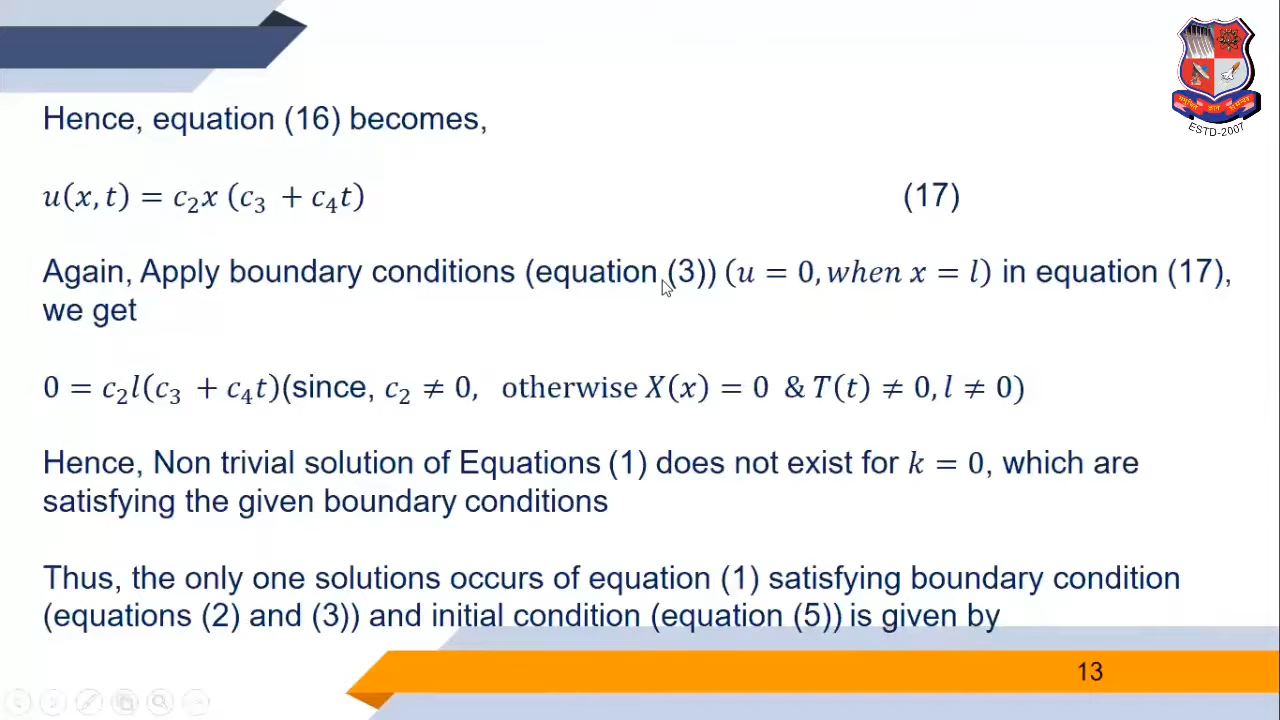 Hence, equation (16) becomes,
u(x, t) = c₂x (c₃ + c₄t) (17)
Again, Apply boundary conditions (equation (3)) (u = 0, when x = l) in equation (17),
we get
0 = c₂l(c₃ + c₄t)(since, c₂ ≠ 0, otherwise X(x) = 0 & T(t) ≠ 0, l ≠ 0)
Hence, Non trivial solution of Equations (1) does not exist for k = 0, which are
satisfying the given boundary conditions
Thus, the only one solutions occurs of equation (1) satisfying boundary condition
(equations (2) and (3)) and initial condition (equation (5)) is given by
13
ESTD-2007